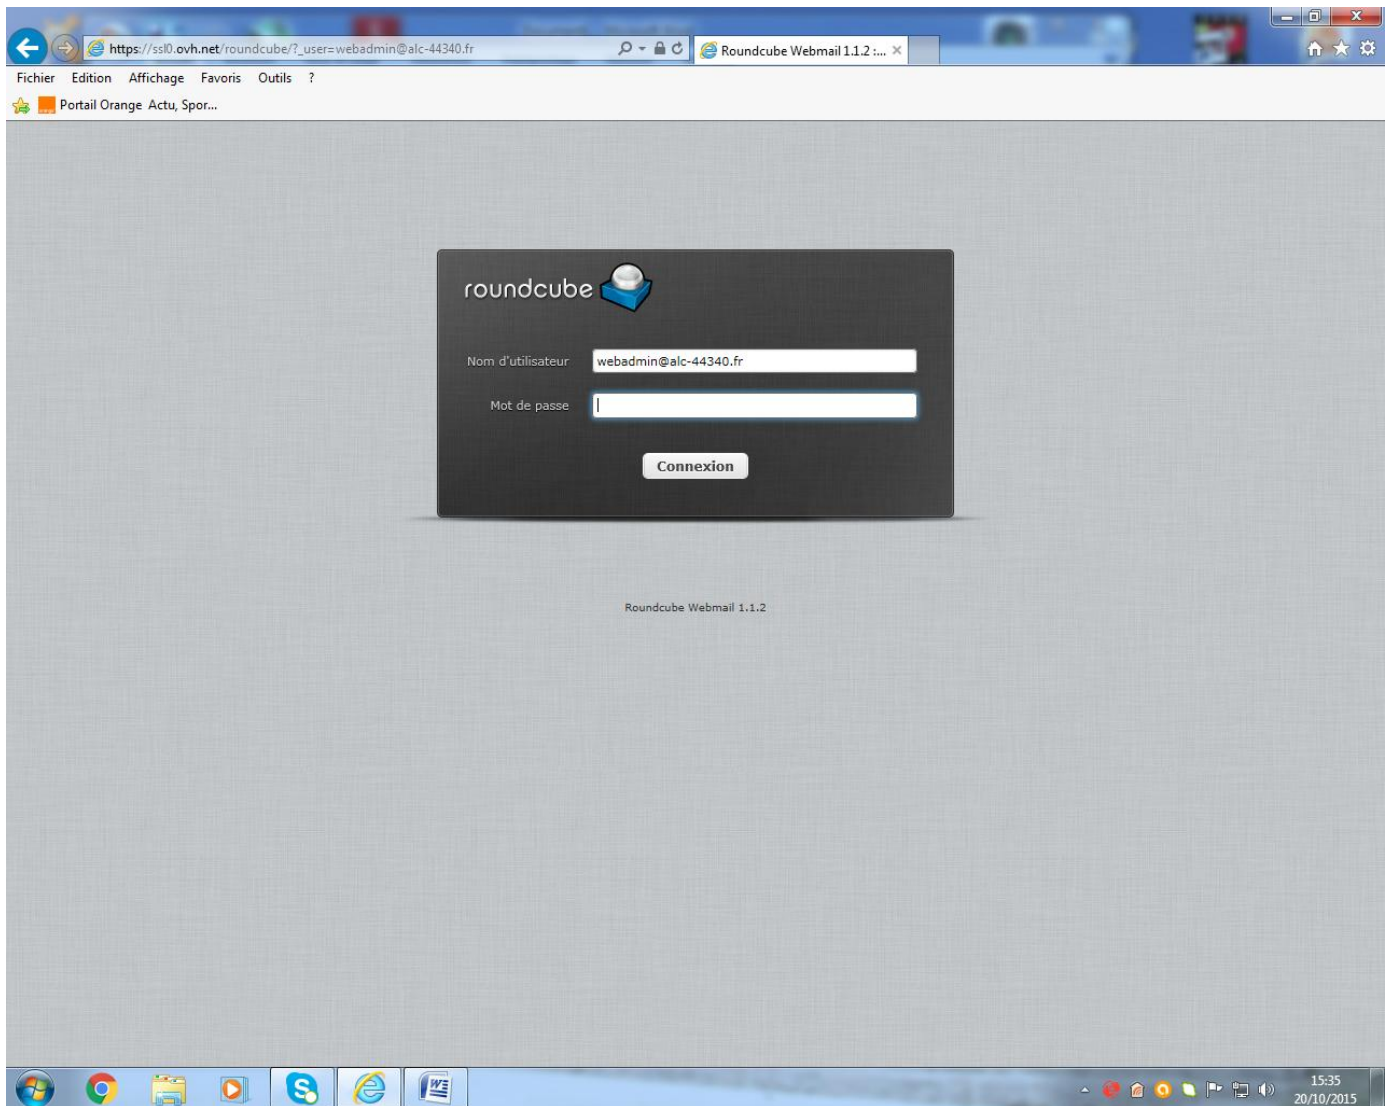 https://ssl0.ovh.net/roundcube/?_user=webadmin@alc-44340.fr
Roundcube Webmail 1.1.2 :...
Fichier Edition Affichage Favoris Outils ?
Portail Orange Actu, Spor...
roundcube
Nom d'utilisateur webadmin@alc-44340.fr
Mot de passe
Connexion
Roundcube Webmail 1.1.2
15:35
20/10/2015